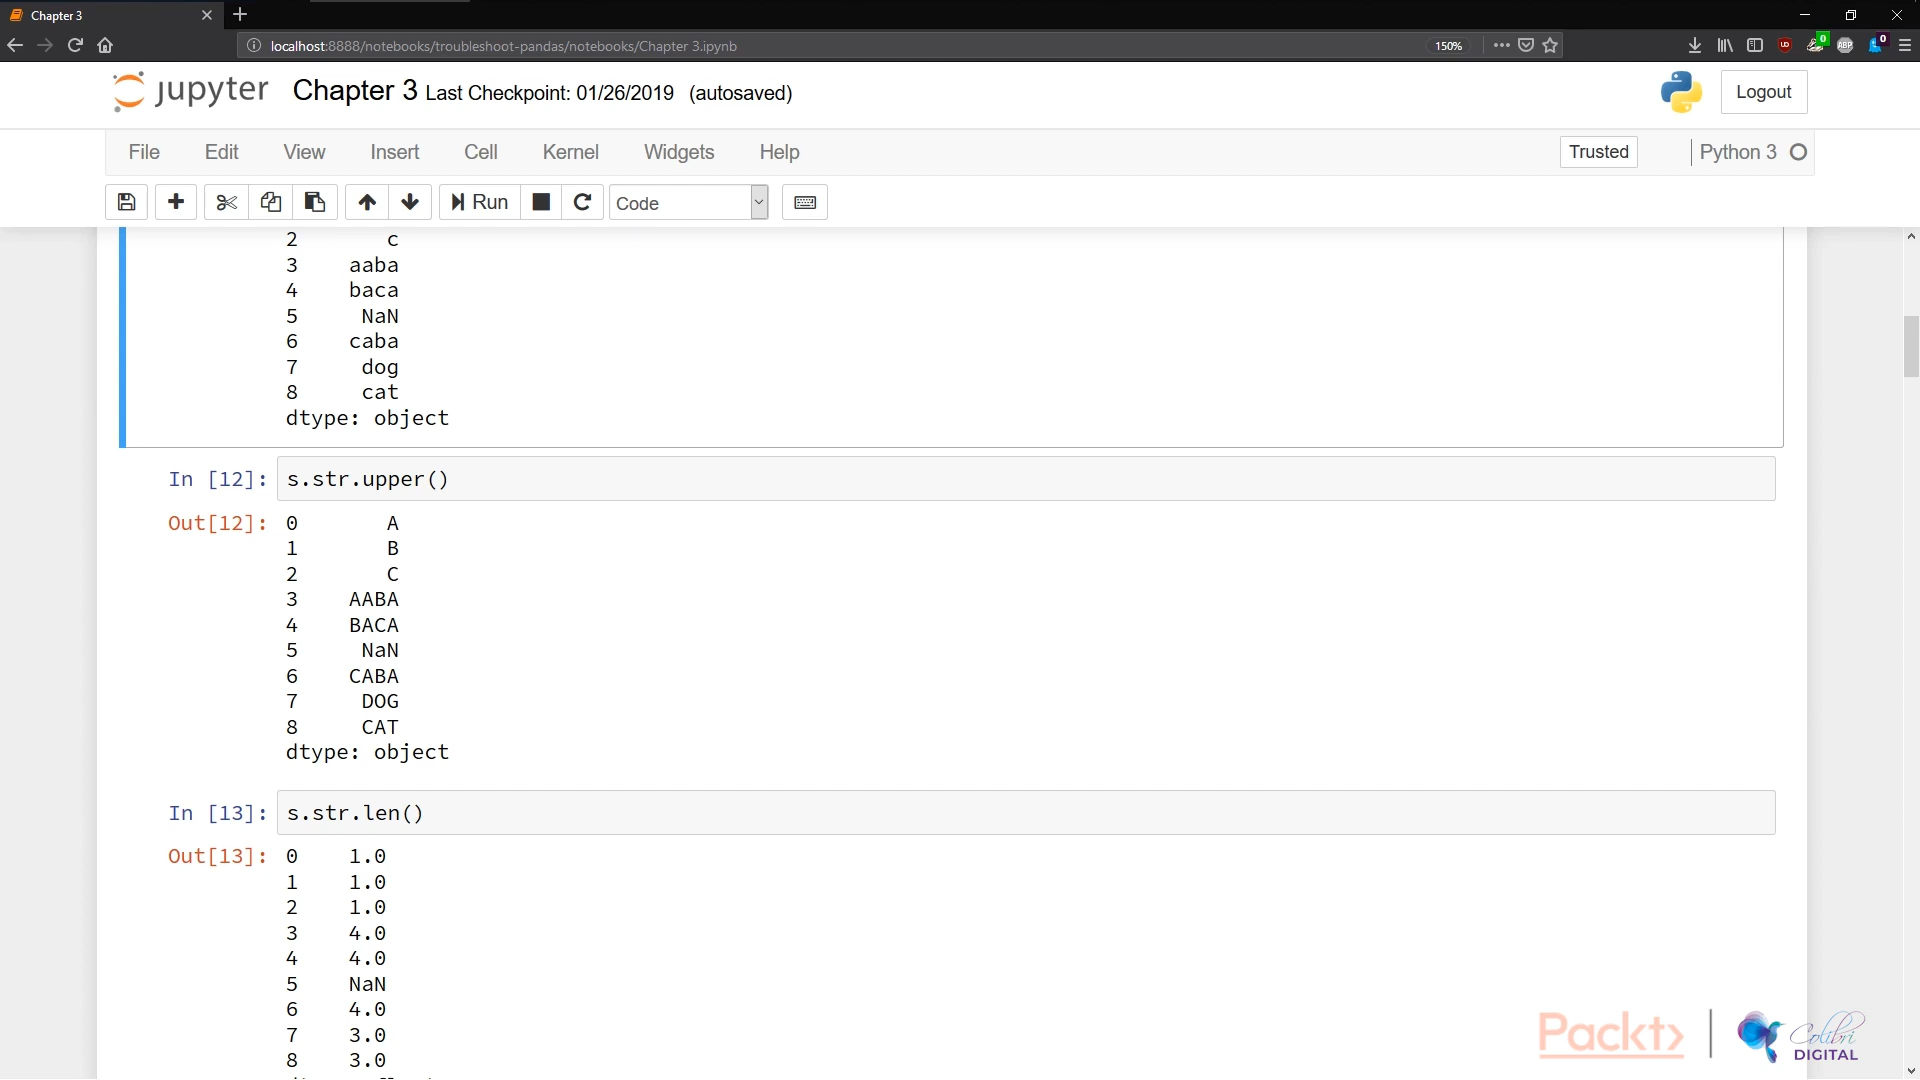 Chapter 3
localhost:8888/notebooks/troubleshoot-pandas/notebooks/Chapter 3.ipynb
150%
0
UD
ABP
0
jupyter Chapter 3 Last Checkpoint: 01/26/2019 (autosaved)
Logout
File Edit View Insert Cell Kernel Widgets Help
Trusted
Python 3
Run
Code
2 c
3 aaba
4 baca
5 NaN
6 caba
7 dog
8 cat
dtype: object
In [12]: s.str.upper()
Out[12]: 0 A
1 B
2 C
3 AABA
4 BACA
5 NaN
6 CABA
7 DOG
8 CAT
dtype: object
In [13]: s.str.len()
Out[13]: 0 1.0
1 1.0
2 1.0
3 4.0
4 4.0
5 NaN
6 4.0
7 3.0
8 3.0
Packt>
Colibri
DIGITAL